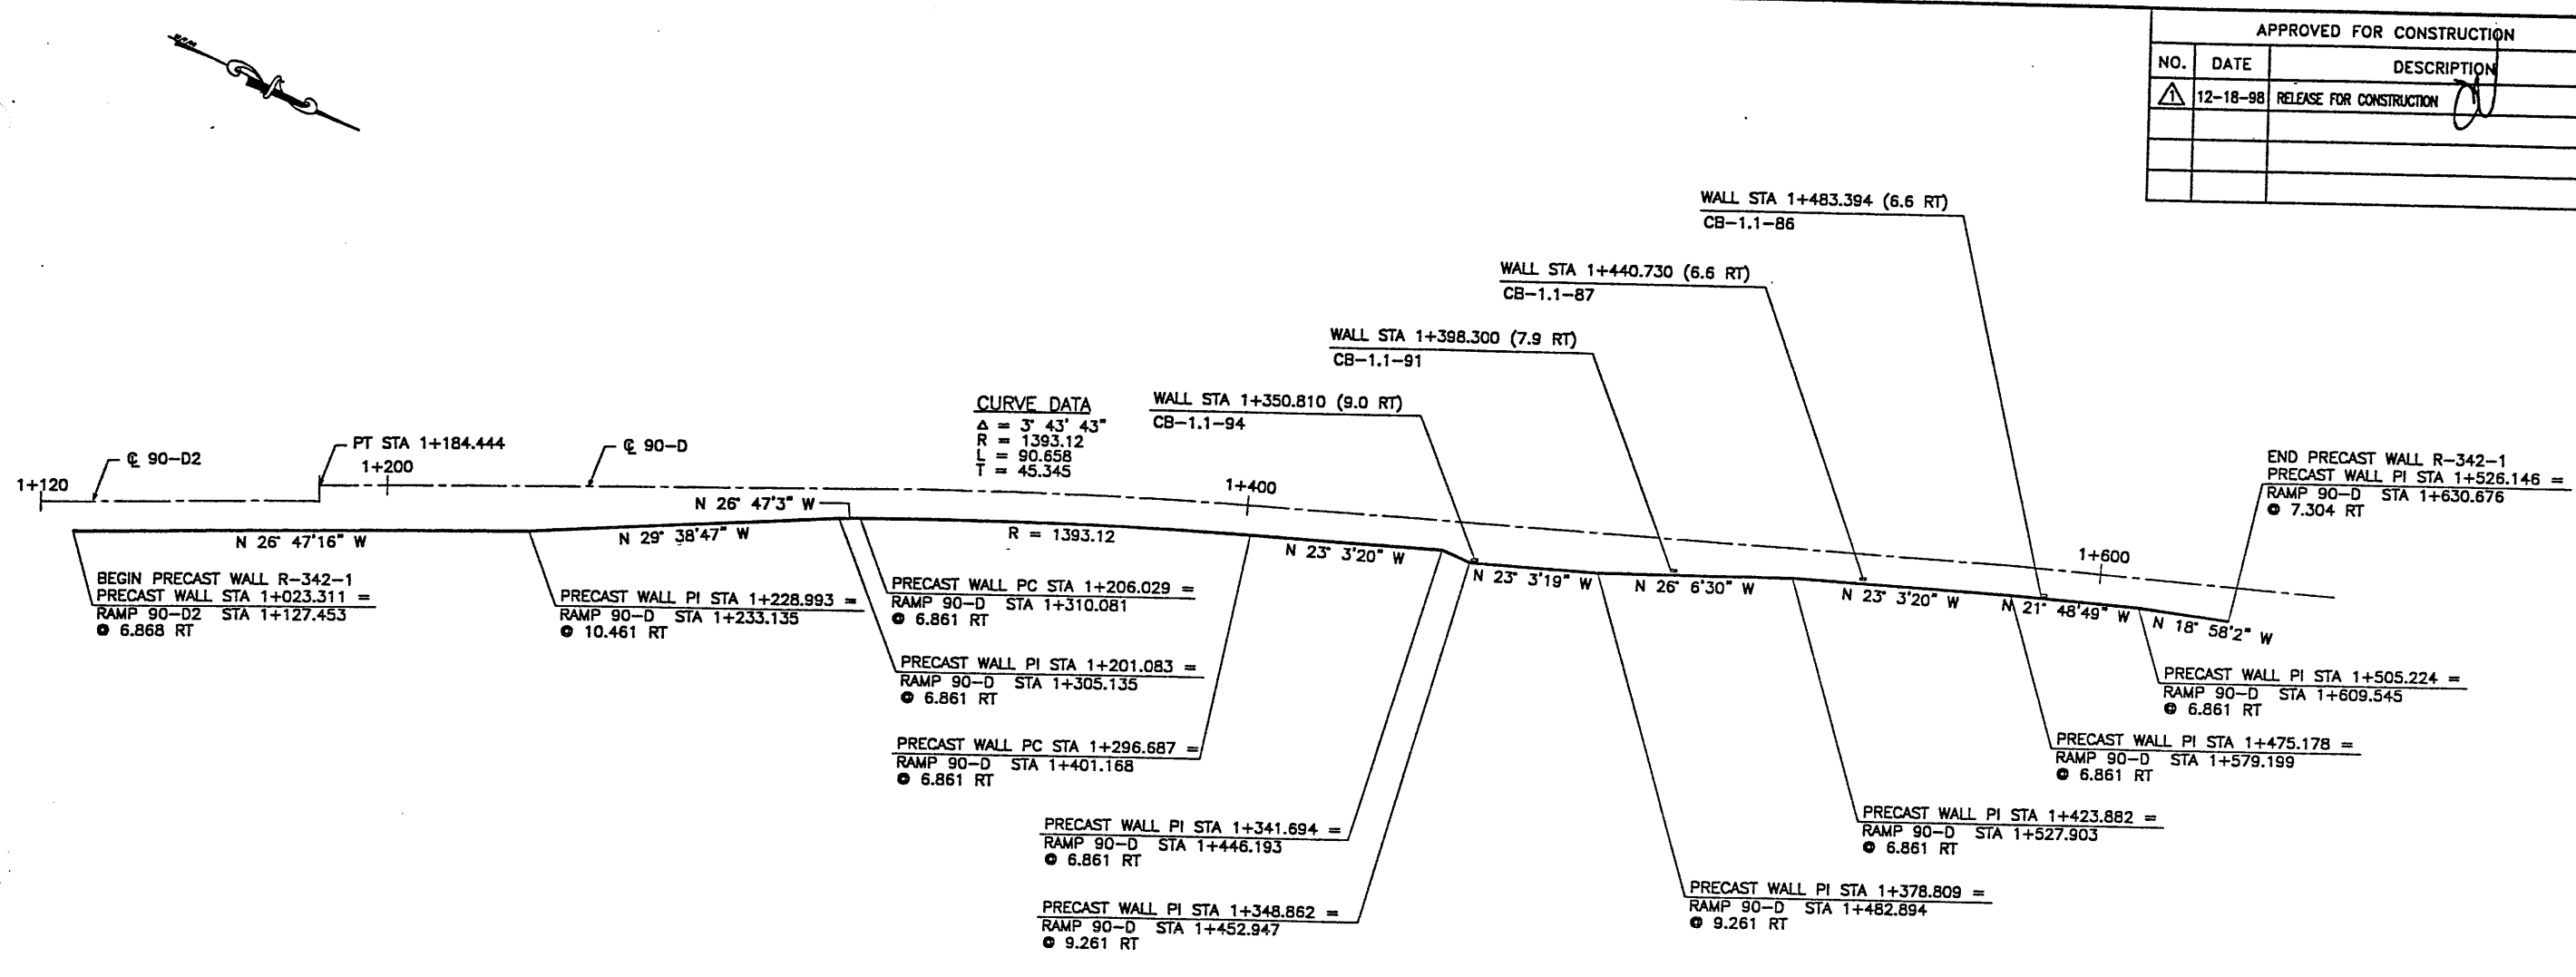 APPROVED FOR CONSTRUCTION
NO. DATE DESCRIPTION
1 12-18-98 RELEASE FOR CONSTRUCTION
WALL STA 1+483.394 (6.6 RT)
CB-1.1-86
WALL STA 1+440.730 (6.6 RT)
CB-1.1-87
WALL STA 1+398.300 (7.9 RT)
CB-1.1-91
WALL STA 1+350.810 (9.0 RT)
CB-1.1-94
CURVE DATA
Δ = 3° 43' 43"
R = 1393.12
L = 90.658
T = 45.345
1+120
℄ 90-D2
PT STA 1+184.444
1+200
℄ 90-D
1+400
1+600
END PRECAST WALL R-342-1
PRECAST WALL PI STA 1+526.146 =
RAMP 90-D STA 1+630.676
@ 7.304 RT
N 26° 47'16" W
N 29° 38'47" W
N 26° 47'3" W
R = 1393.12
N 23° 3'20" W
N 23° 3'19" W
N 26° 6'30" W
N 23° 3'20" W
N 21° 48'49" W
N 18° 58'2" W
BEGIN PRECAST WALL R-342-1
PRECAST WALL STA 1+023.311 =
RAMP 90-D2 STA 1+127.453
@ 6.868 RT
PRECAST WALL PI STA 1+228.993 =
RAMP 90-D STA 1+233.135
@ 10.461 RT
PRECAST WALL PC STA 1+206.029 =
RAMP 90-D STA 1+310.081
@ 6.861 RT
PRECAST WALL PI STA 1+201.083 =
RAMP 90-D STA 1+305.135
@ 6.861 RT
PRECAST WALL PC STA 1+296.687 =
RAMP 90-D STA 1+401.168
@ 6.861 RT
PRECAST WALL PI STA 1+341.694 =
RAMP 90-D STA 1+446.193
@ 6.861 RT
PRECAST WALL PI STA 1+348.862 =
RAMP 90-D STA 1+452.947
@ 9.261 RT
PRECAST WALL PI STA 1+378.809 =
RAMP 90-D STA 1+482.894
@ 9.261 RT
PRECAST WALL PI STA 1+423.882 =
RAMP 90-D STA 1+527.903
@ 6.861 RT
PRECAST WALL PI STA 1+475.178 =
RAMP 90-D STA 1+579.199
@ 6.861 RT
PRECAST WALL PI STA 1+505.224 =
RAMP 90-D STA 1+609.545
@ 6.861 RT